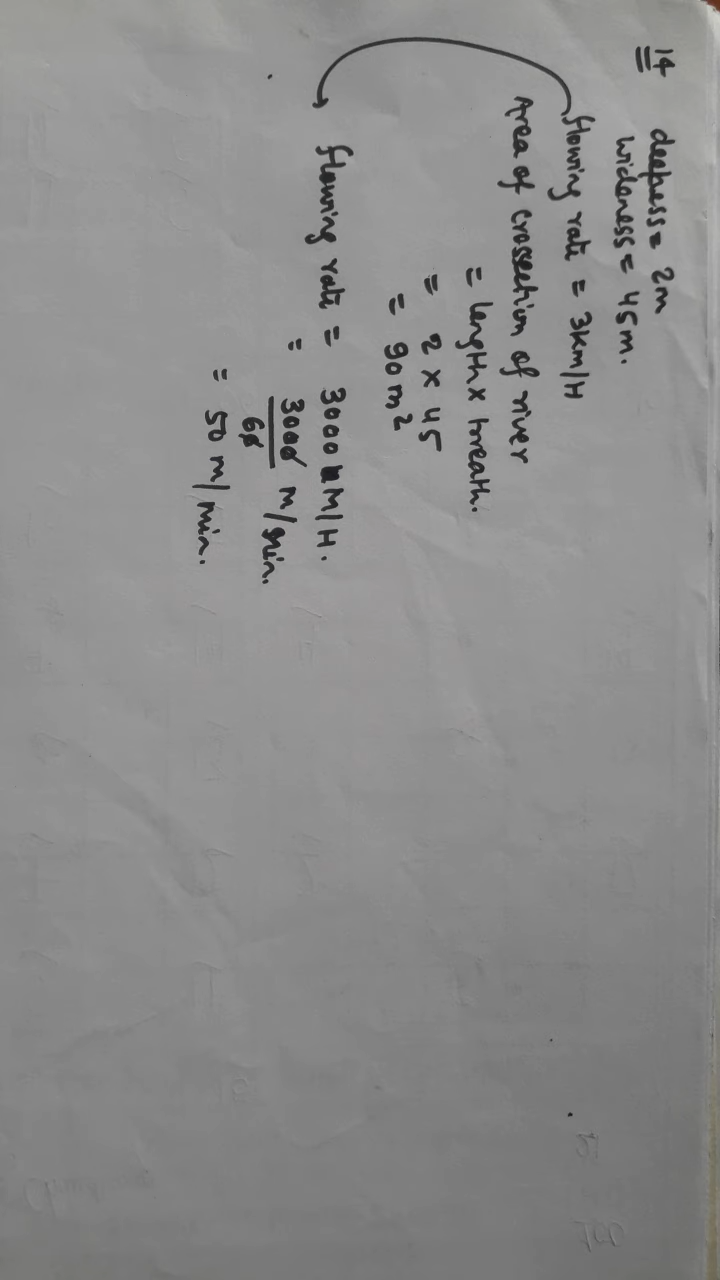 14
deepess = 2m
wideness = 45m.
flowing rate = 3km/H
Area of crossection of river
= length x breath.
= 2 x 45
= 90 m²
flowing rate = 3000 M/H.
= 3000/60 m/min.
= 50 m/min.